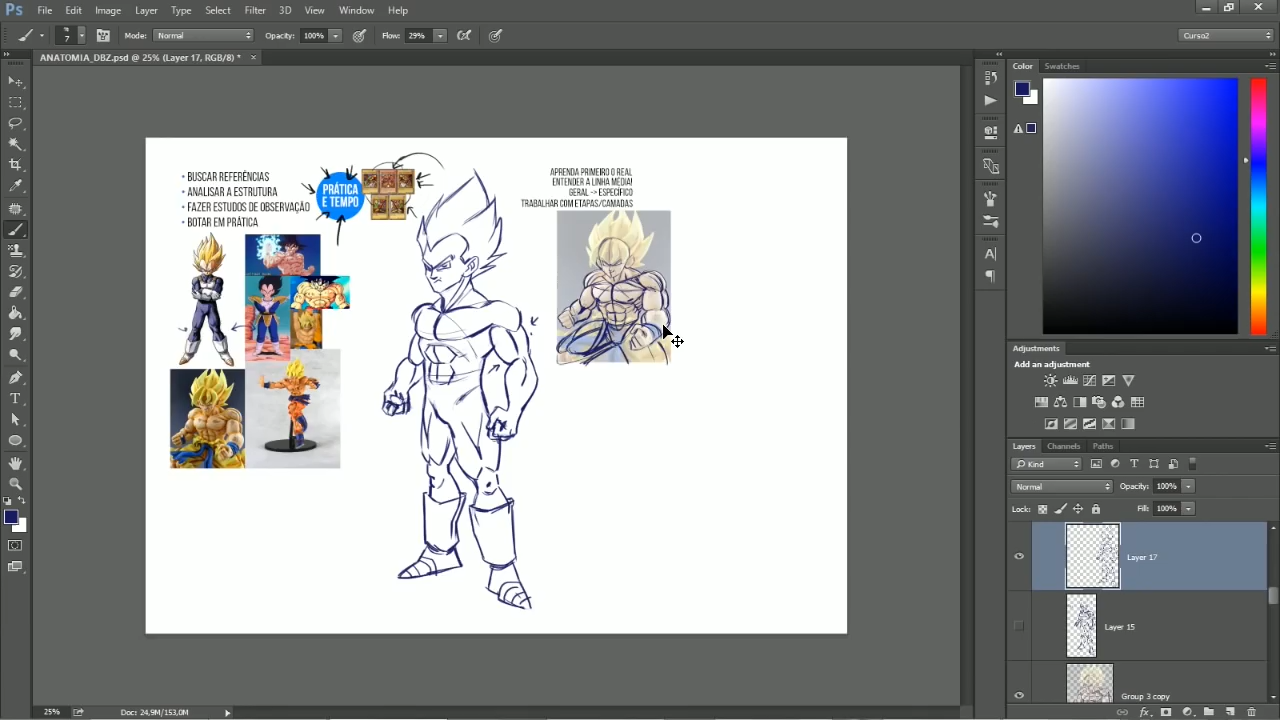 Ps File Edit Image Layer Type Select Filter 3D View Window Help
7 Mode: Normal Opacity: 100% Flow: 29% Curso2
ANATOMIA_DBZ.psd @ 25% (Layer 17, RGB/8) * ×
Color Swatches
• BUSCAR REFERÊNCIAS
• ANALISAR A ESTRUTURA
• FAZER ESTUDOS DE OBSERVAÇÃO
• BOTAR EM PRÁTICA
PRÁTICA
E TEMPO
APRENDA PRIMEIRO O REAL
ENTENDER A LINHA MÉDIA!
GERAL -> ESPECÍFICO
TRABALHAR COM ETAPAS/CAMADAS
Adjustments
Add an adjustment
Layers Channels Paths
Kind
Normal Opacity: 100%
Lock: Fill: 100%
Layer 17
Layer 15
Group 3 copy
25% Doc: 24,9M/153,0M